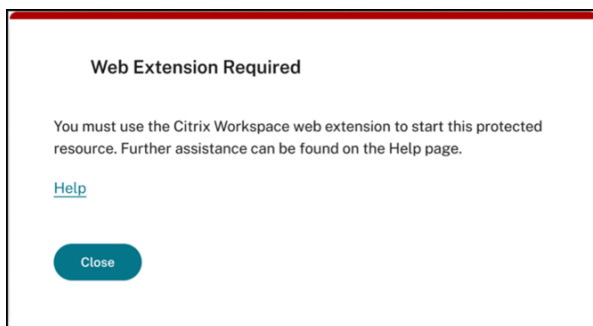 Web Extension Required
You must use the Citrix Workspace web extension to start this protected
resource. Further assistance can be found on the Help page.
Help
Close